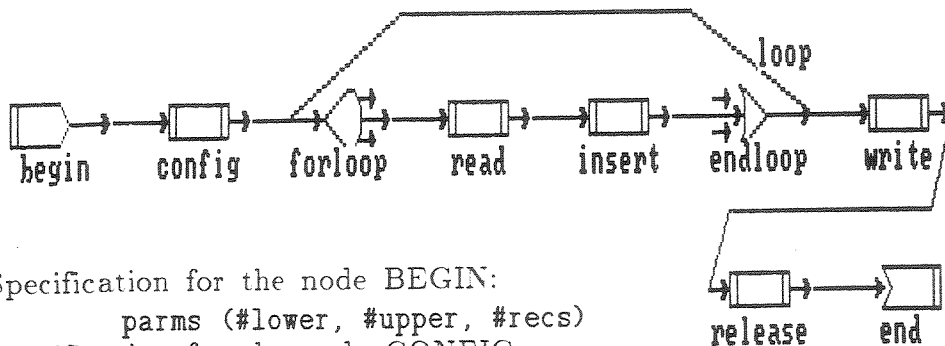 loop
begin config forloop read insert endloop write
release end
Specification for the node BEGIN:
parms (#lower, #upper, #recs)